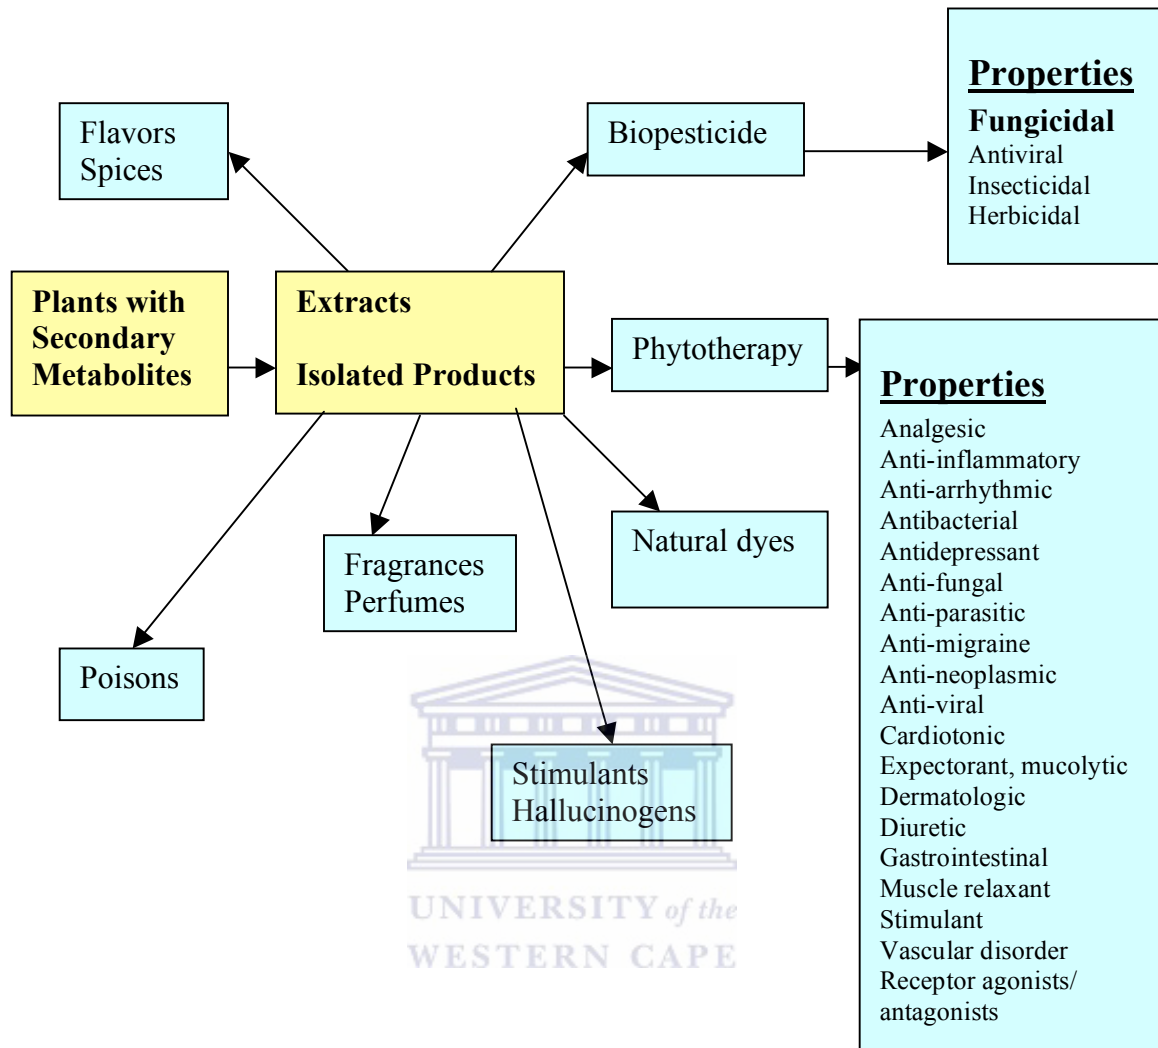 Flavors
Spices
Biopesticide
Properties
Fungicidal
Antiviral
Insecticidal
Herbicidal
Plants with
Secondary
Metabolites
Extracts
Isolated Products
Phytotherapy
Properties
Analgesic
Anti-inflammatory
Anti-arrhythmic
Antibacterial
Antidepressant
Anti-fungal
Anti-parasitic
Anti-migraine
Anti-neoplasmic
Anti-viral
Cardiotonic
Expectorant, mucolytic
Dermatologic
Diuretic
Gastrointestinal
Muscle relaxant
Stimulant
Vascular disorder
Receptor agonists/
antagonists
Natural dyes
Fragrances
Perfumes
Poisons
Stimulants
Hallucinogens
UNIVERSITY of the
WESTERN CAPE